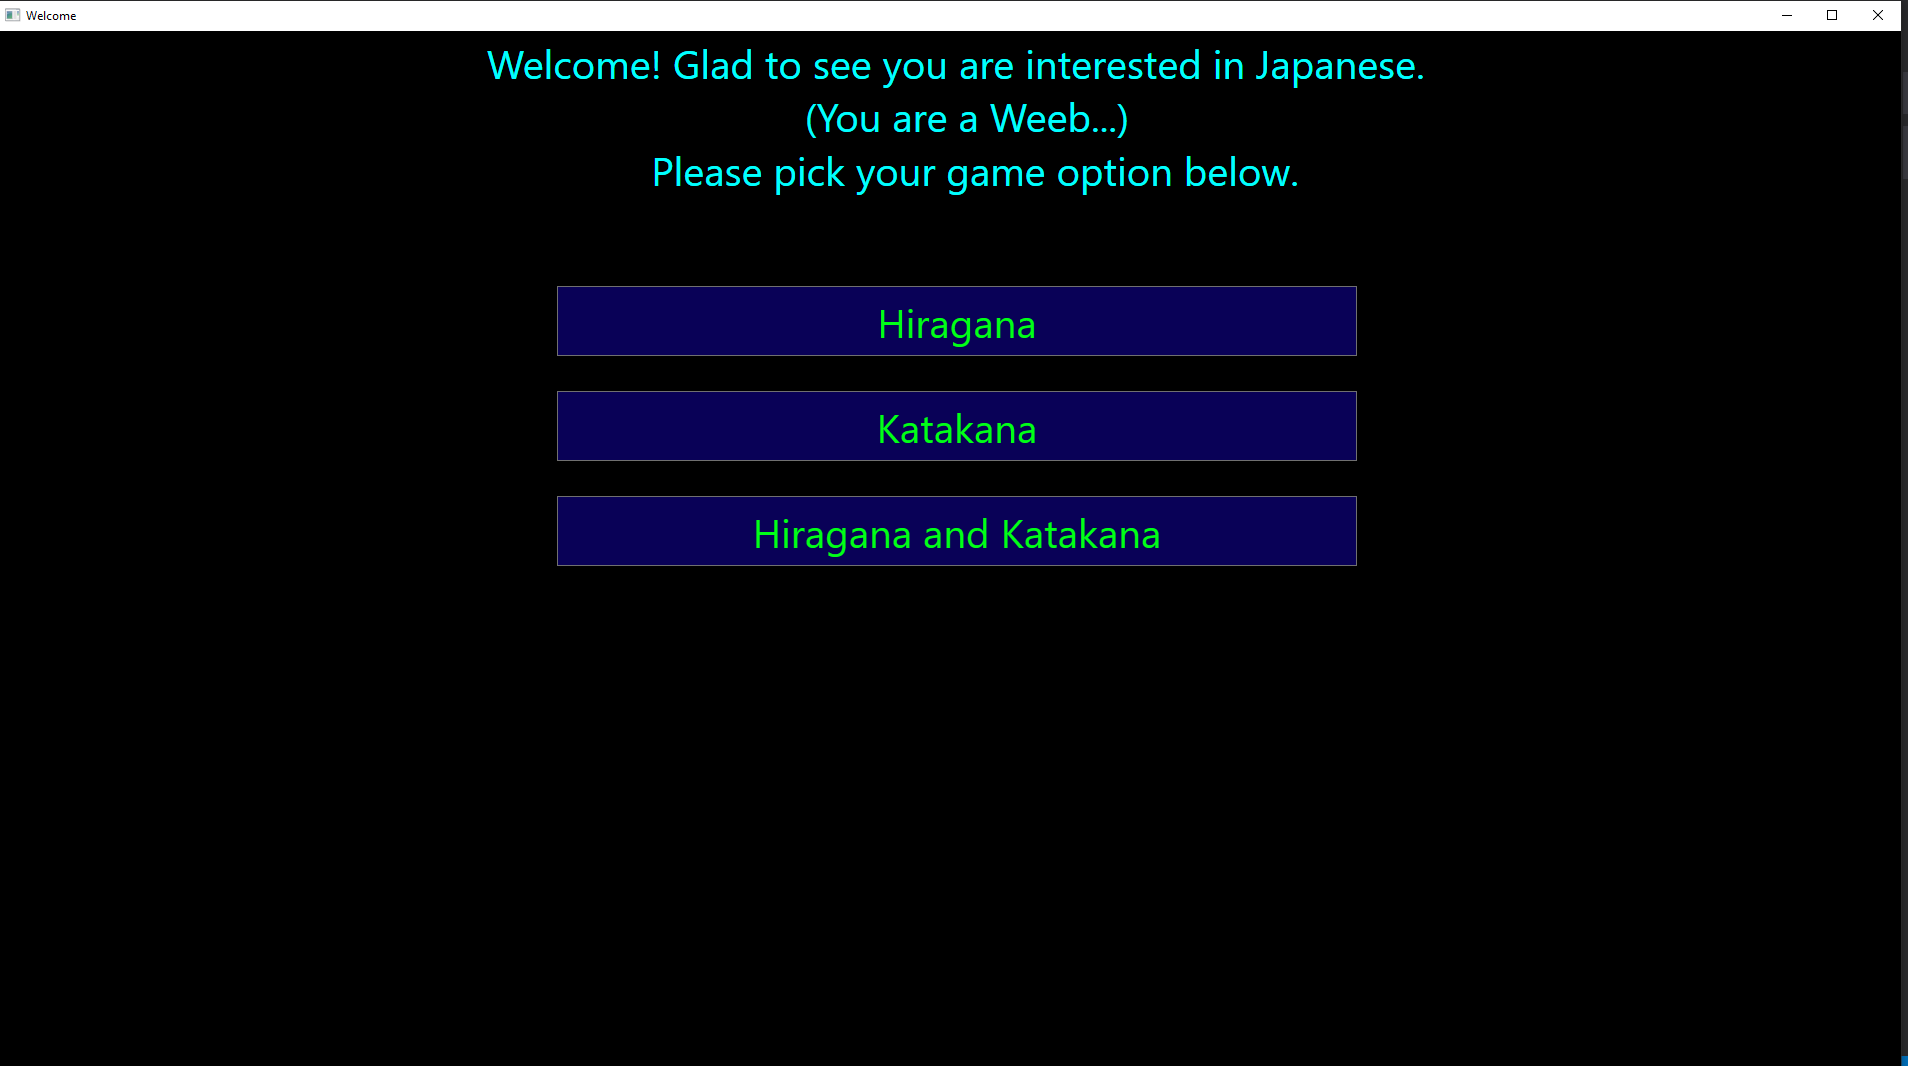 Welcome
Welcome! Glad to see you are interested in Japanese.
(You are a Weeb...)
Please pick your game option below.
Hiragana
Katakana
Hiragana and Katakana